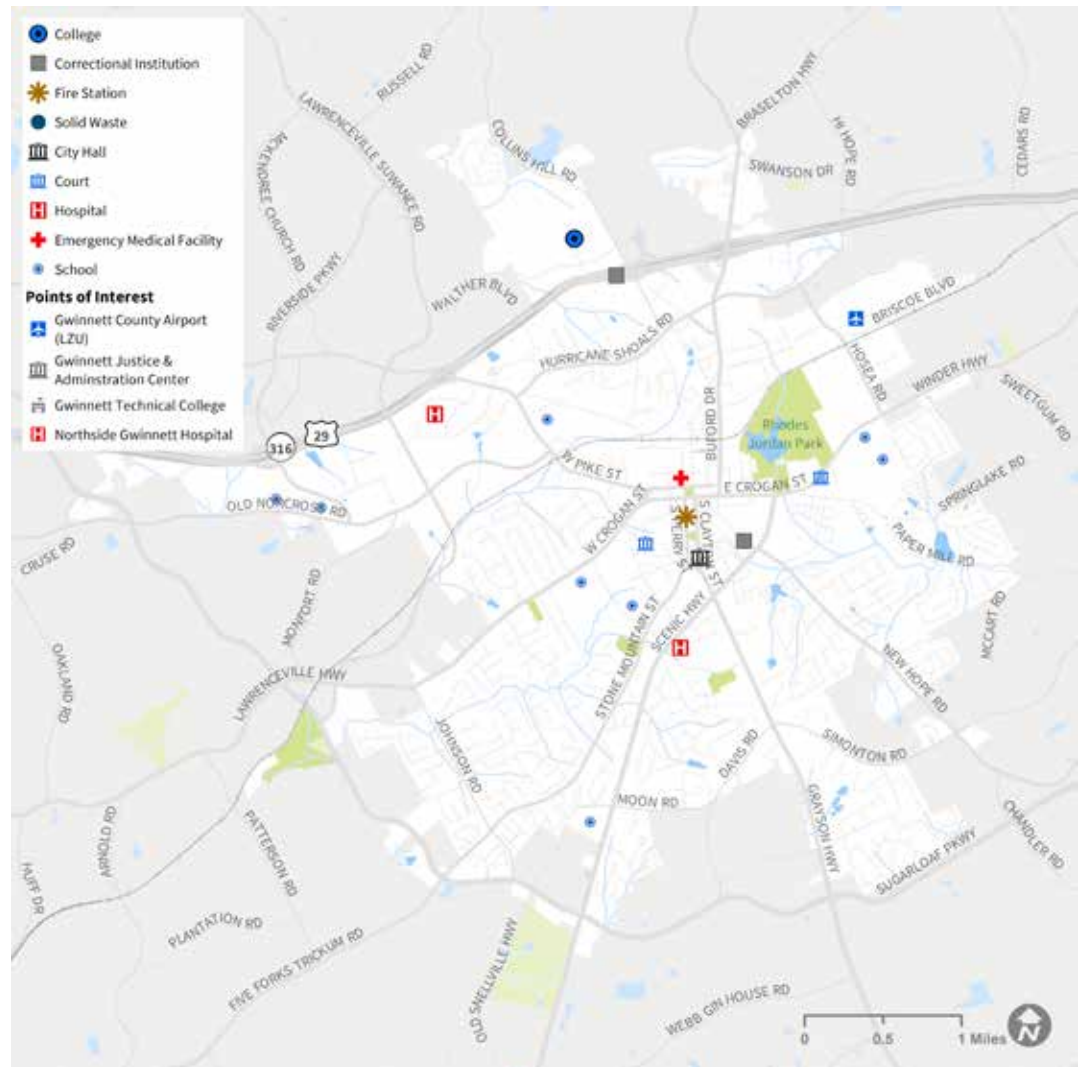 College
Correctional Institution
Fire Station
Solid Waste
City Hall
Court
Hospital
Emergency Medical Facility
School
Points of Interest
Gwinnett County Airport
(LZU)
Gwinnett Justice &
Adminstration Center
Gwinnett Technical College
Northside Gwinnett Hospital
RUSSELL RD
LAWRENCEVILLE SUWANEE RD
MCKENDREE CHURCH RD
COLLINS HILL RD
BRASELTON HWY
HI HOPE RD
CEDARS RD
SWANSON DR
RIVERSIDE PKWY
WALTHER BLVD
BRISCOE BLVD
HURRICANE SHOALS RD
HOSEA RD
WINDER HWY
SWEETGUM RD
BUFORD DR
Rhodes
Jordan Park
29
316
W PIKE ST
E CROGAN ST
SPRINGLAKE RD
OLD NORCROSS RD
W CROGAN ST
S PERRY ST
S CLAYTON ST
PAPER MILL RD
CRUSE RD
MONFORT RD
MCCART RD
SCENIC HWY
STONE MOUNTAIN ST
NEW HOPE RD
OAKLAND RD
LAWRENCEVILLE HWY
JOHNSON RD
DAVIS RD
SIMONTON RD
MOON RD
GRAYSON HWY
CHANDLER RD
ARNOLD RD
PATTERSON RD
SUGARLOAF PKWY
HUFF DR
PLANTATION RD
FIVE FORKS TRICKUM RD
OLD SNELLVILLE HWY
WEBB GIN HOUSE RD
0 0.5 1 Miles